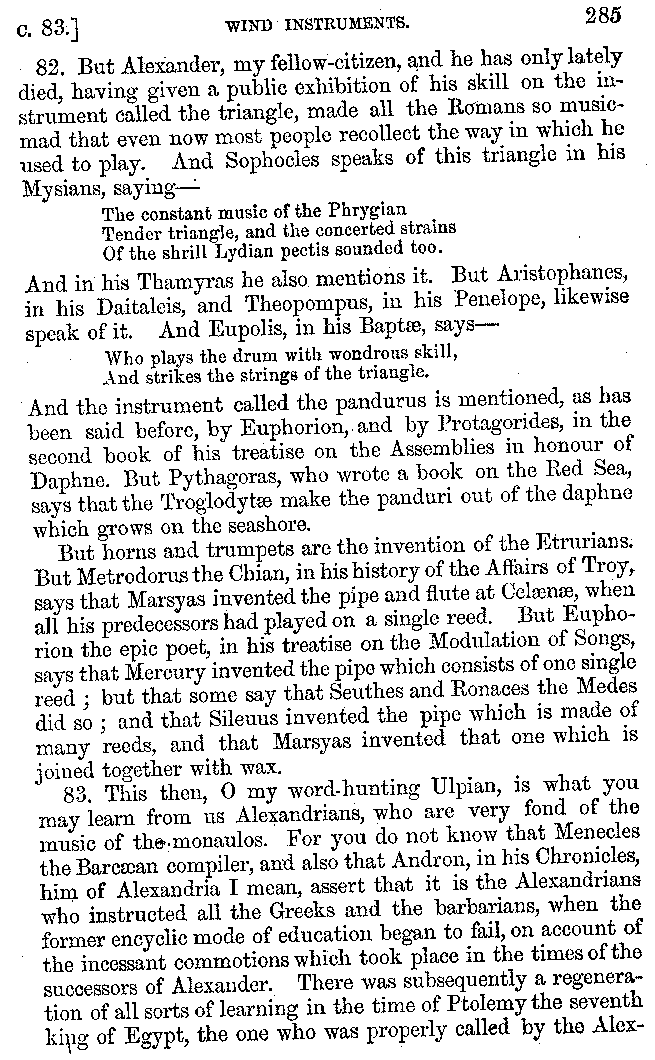 c. 83.] WIND INSTRUMENTS. 285
82. But Alexander, my fellow-citizen, and he has only lately
died, having given a public exhibition of his skill on the in-
strument called the triangle, made all the Romans so music-
mad that even now most people recollect the way in which he
used to play. And Sophocles speaks of this triangle in his
Mysians, saying—
The constant music of the Phrygian
Tender triangle, and the concerted strains
Of the shrill Lydian pectis sounded too.
And in his Thamyras he also mentions it. But Aristophanes,
in his Daitaleis, and Theopompus, in his Penelope, likewise
speak of it. And Eupolis, in his Baptæ, says—
Who plays the drum with wondrous skill,
And strikes the strings of the triangle.
And the instrument called the pandurus is mentioned, as has
been said before, by Euphorion, and by Protagorides, in the
second book of his treatise on the Assemblies in honour of
Daphne. But Pythagoras, who wrote a book on the Red Sea,
says that the Troglodytæ make the panduri out of the daphne
which grows on the seashore.
But horns and trumpets are the invention of the Etrurians.
But Metrodorus the Chian, in his history of the Affairs of Troy,
says that Marsyas invented the pipe and flute at Celænæ, when
all his predecessors had played on a single reed. But Eupho-
rion the epic poet, in his treatise on the Modulation of Songs,
says that Mercury invented the pipe which consists of one single
reed ; but that some say that Seuthes and Ronaces the Medes
did so ; and that Silenus invented the pipe which is made of
many reeds, and that Marsyas invented that one which is
joined together with wax.
83. This then, O my word-hunting Ulpian, is what you
may learn from us Alexandrians, who are very fond of the
music of the monaulos. For you do not know that Menecles
the Barcæan compiler, and also that Andron, in his Chronicles,
him of Alexandria I mean, assert that it is the Alexandrians
who instructed all the Greeks and the barbarians, when the
former encyclic mode of education began to fail, on account of
the incessant commotions which took place in the times of the
successors of Alexander. There was subsequently a regenera-
tion of all sorts of learning in the time of Ptolemy the seventh
king of Egypt, the one who was properly called by the Alex-